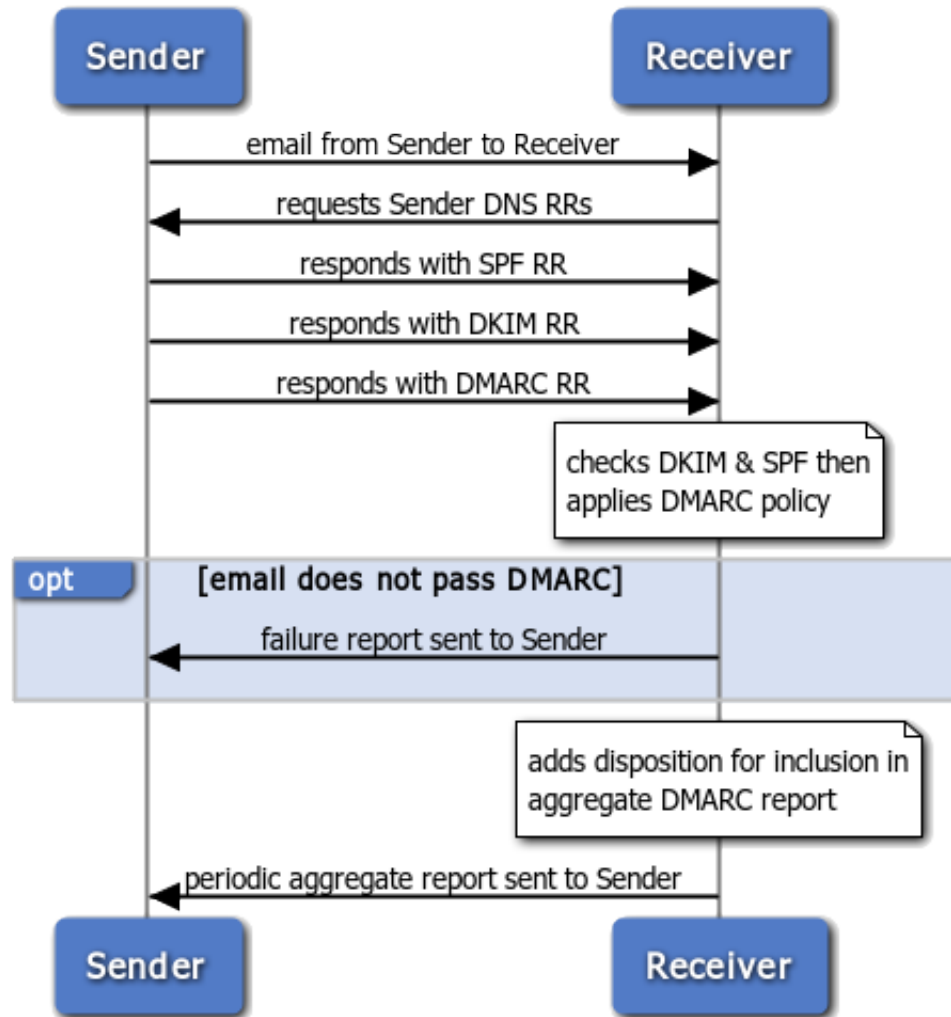 Sender
Receiver
email from Sender to Receiver
requests Sender DNS RRs
responds with SPF RR
responds with DKIM RR
responds with DMARC RR
checks DKIM & SPF then
applies DMARC policy
opt
[email does not pass DMARC]
failure report sent to Sender
adds disposition for inclusion in
aggregate DMARC report
periodic aggregate report sent to Sender
Sender
Receiver